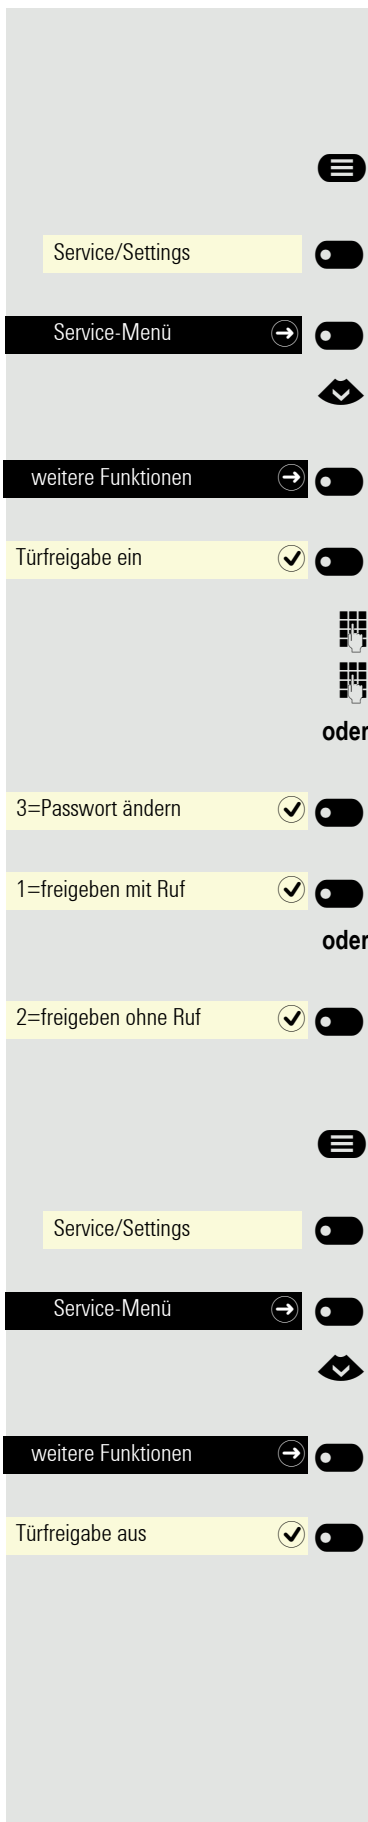 Service/Settings
Service-Menü
weitere Funktionen
Türfreigabe ein
oder
3=Passwort ändern
1=freigeben mit Ruf
oder
2=freigeben ohne Ruf
Service/Settings
Service-Menü
weitere Funktionen
Türfreigabe aus